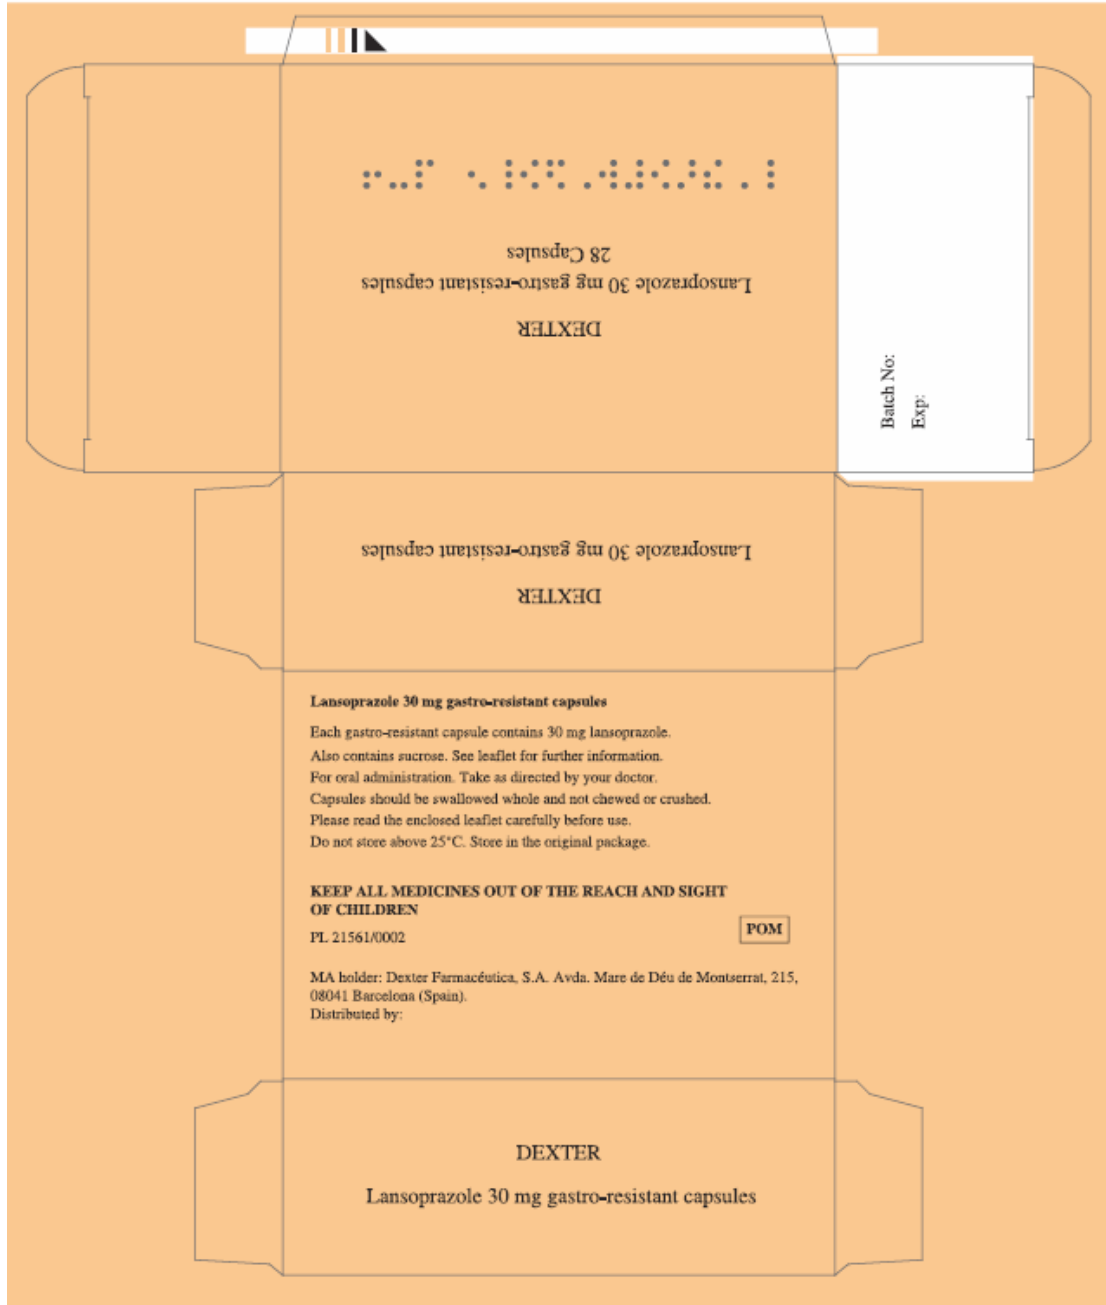 DEXTER
Lansoprazole 30 mg gastro-resistant capsules
28 Capsules
Batch No:
Exp:
DEXTER
Lansoprazole 30 mg gastro-resistant capsules
Lansoprazole 30 mg gastro-resistant capsules
Each gastro-resistant capsule contains 30 mg lansoprazole.
Also contains sucrose. See leaflet for further information.
For oral administration. Take as directed by your doctor.
Capsules should be swallowed whole and not chewed or crushed.
Please read the enclosed leaflet carefully before use.
Do not store above 25°C. Store in the original package.
KEEP ALL MEDICINES OUT OF THE REACH AND SIGHT
OF CHILDREN
PL 21561/0002
POM
MA holder: Dexter Farmacéutica, S.A. Avda. Mare de Déu de Montserrat, 215,
08041 Barcelona (Spain).
Distributed by:
DEXTER
Lansoprazole 30 mg gastro-resistant capsules